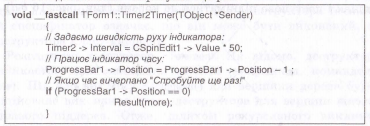 void __fastcall TForm1::Timer2Timer(TObject *Sender)
{
// Задаємо швидкість руху індикатора:
Timer2 -> Interval = CSpinEdit1 -> Value * 50;
// Працює індикатор часу:
ProgressBar1 -> Position = ProgressBar1 -> Position – 1 ;
// Якщо час вичерпано "Спробуйте ще раз!"
if (ProgressBar1 -> Position == 0)
Result(more);
}